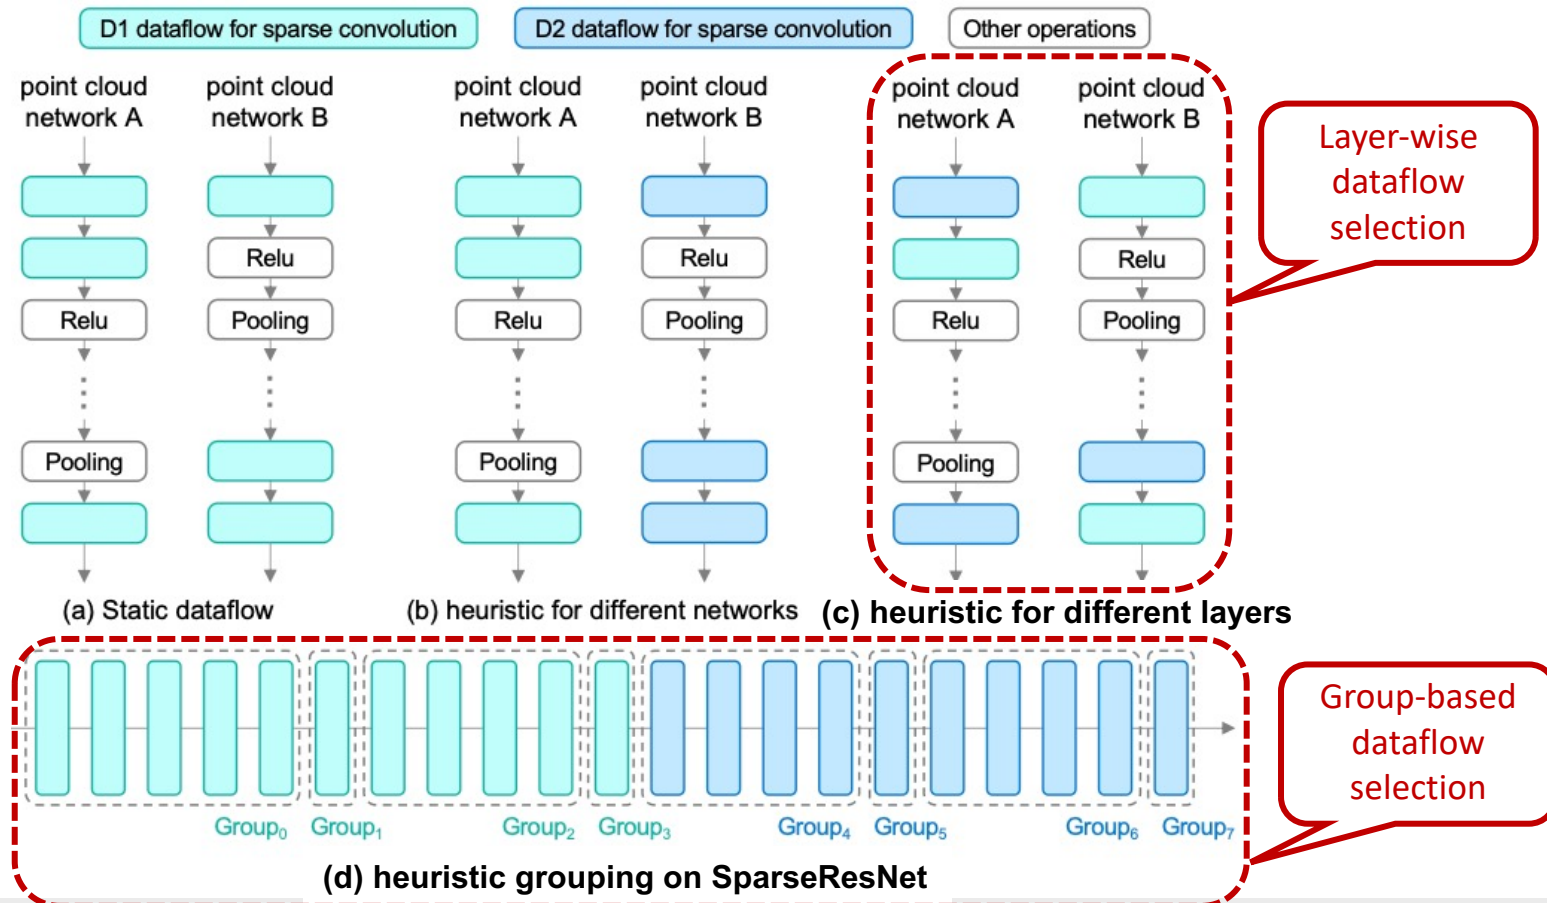 D1 dataflow for sparse convolution
D2 dataflow for sparse convolution
Other operations
point cloud
network A
point cloud
network B
point cloud
network A
point cloud
network B
point cloud
network A
point cloud
network B
Relu
Relu
Relu
Relu
Pooling
Relu
Pooling
Relu
Pooling
Pooling
Pooling
Pooling
(a) Static dataflow
(b) heuristic for different networks
(c) heuristic for different layers
Layer-wise
dataflow
selection
Group0
Group1
Group2
Group3
Group4
Group5
Group6
Group7
(d) heuristic grouping on SparseResNet
Group-based
dataflow
selection